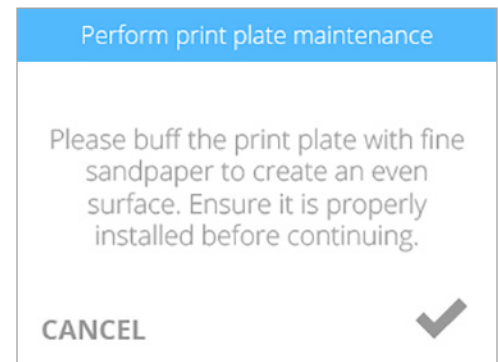 Perform print plate maintenance
Please buff the print plate with fine
sandpaper to create an even
surface. Ensure it is properly
installed before continuing.
CANCEL